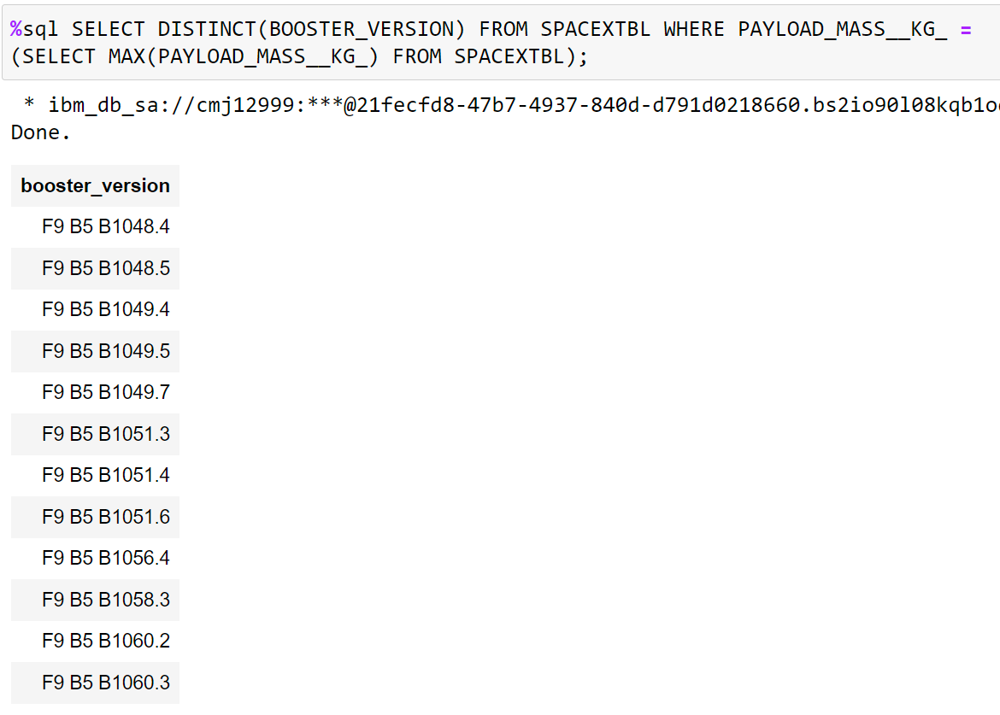 %sql SELECT DISTINCT(BOOSTER_VERSION) FROM SPACEXTBL WHERE PAYLOAD_MASS__KG_ =
(SELECT MAX(PAYLOAD_MASS__KG_) FROM SPACEXTBL);
* ibm_db_sa://cmj12999:***@21fecfd8-47b7-4937-840d-d791d0218660.bs2io90l08kqb1o
Done.
booster_version
F9 B5 B1048.4
F9 B5 B1048.5
F9 B5 B1049.4
F9 B5 B1049.5
F9 B5 B1049.7
F9 B5 B1051.3
F9 B5 B1051.4
F9 B5 B1051.6
F9 B5 B1056.4
F9 B5 B1058.3
F9 B5 B1060.2
F9 B5 B1060.3